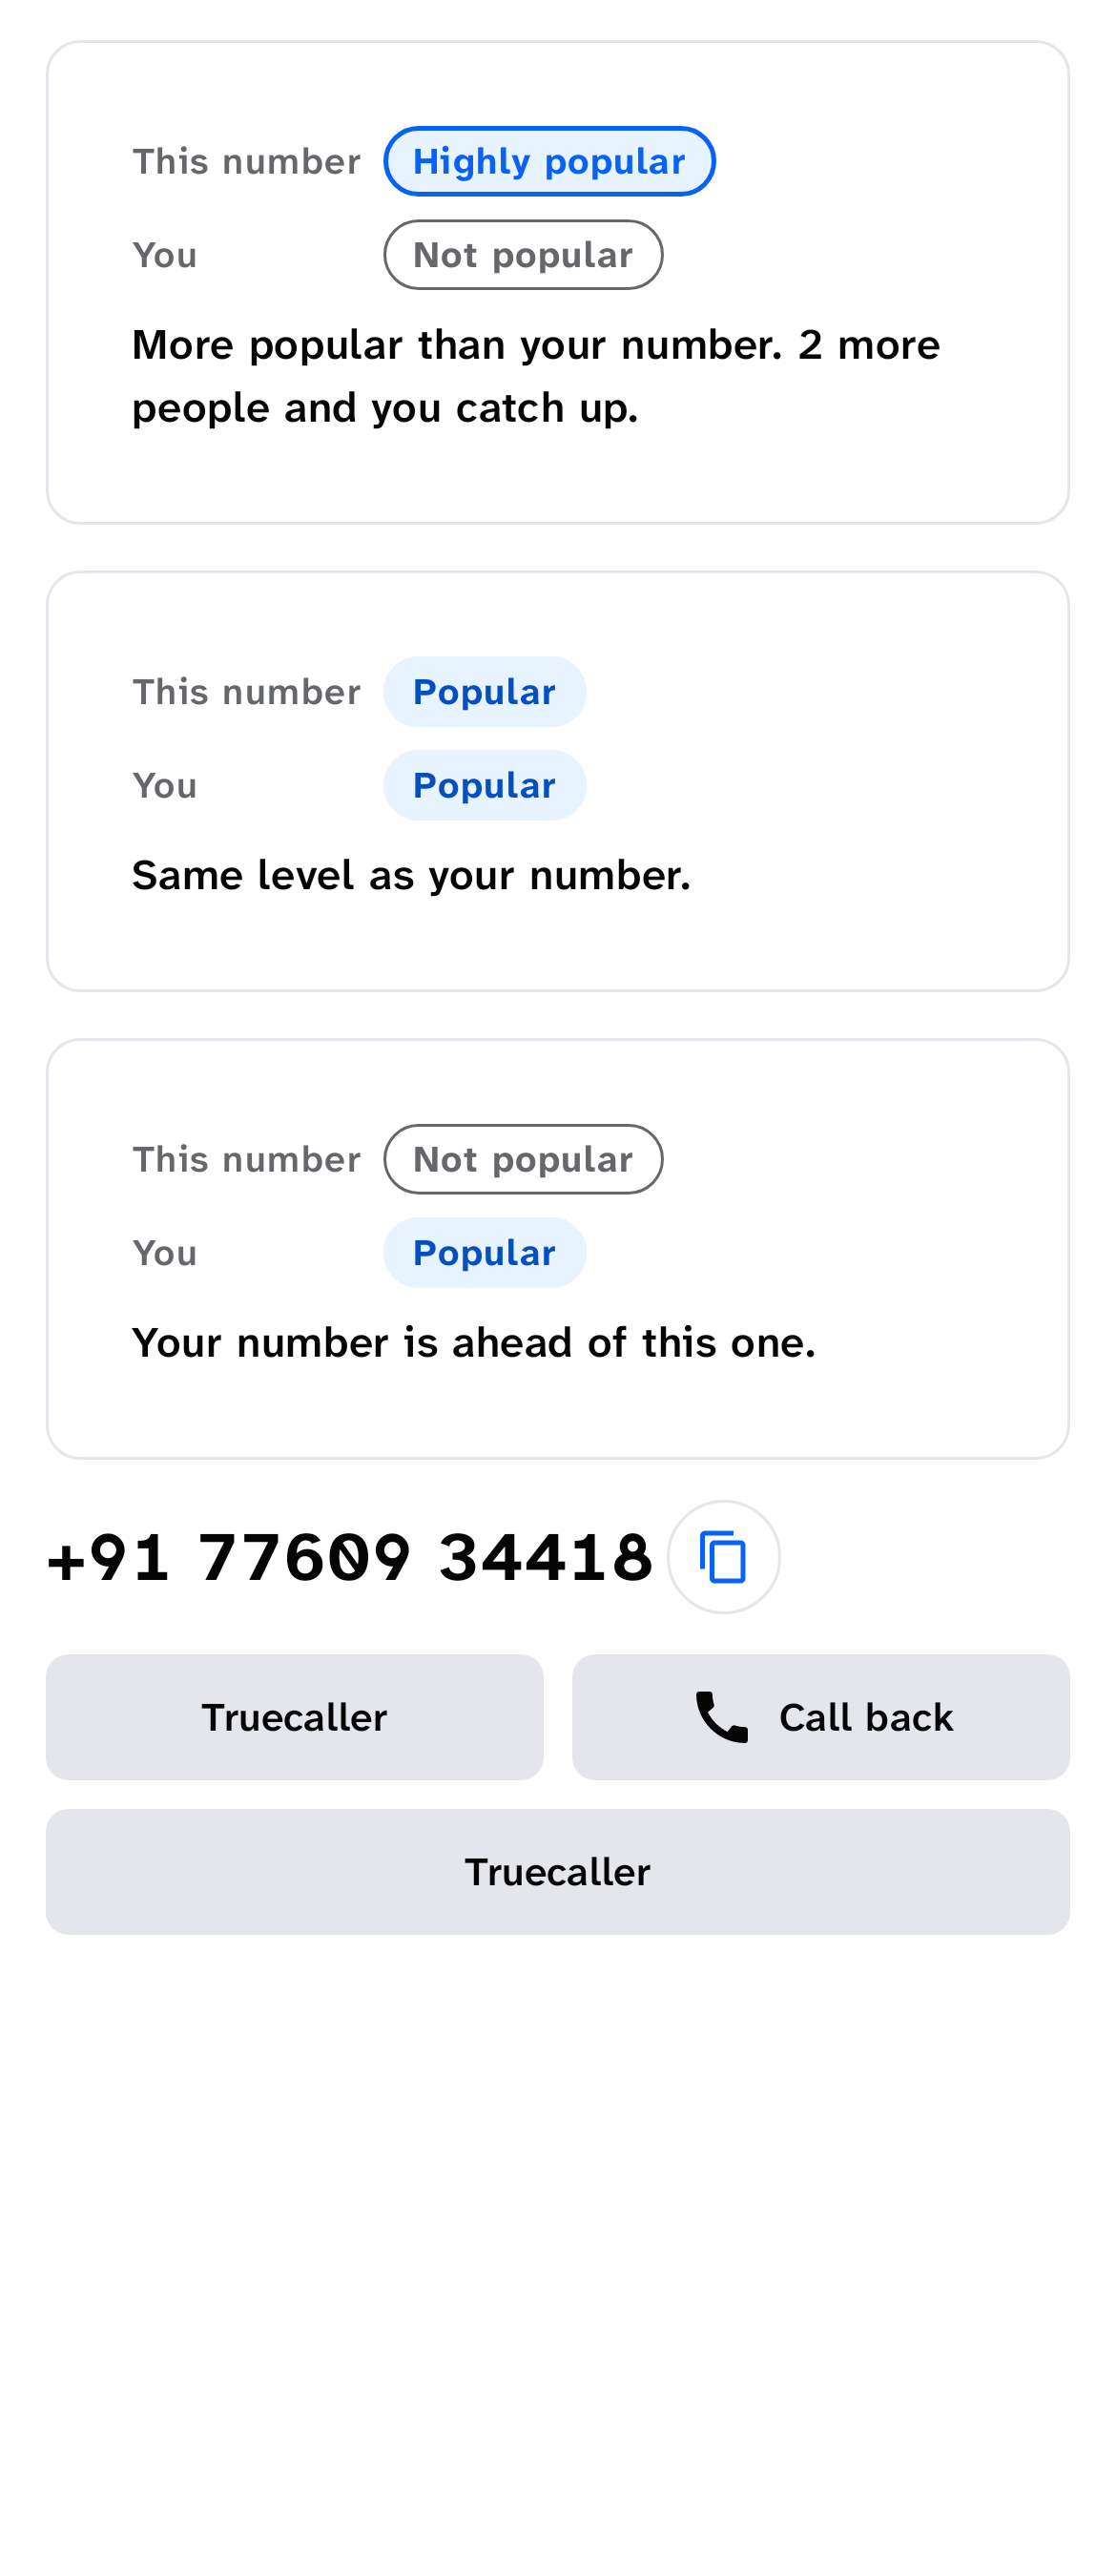 This number Highly popular
You Not popular
More popular than your number. 2 more
people and you catch up.
This number Popular
You Popular
Same level as your number.
This number Not popular
You Popular
Your number is ahead of this one.
+91 77609 34418
Truecaller Call back
Truecaller